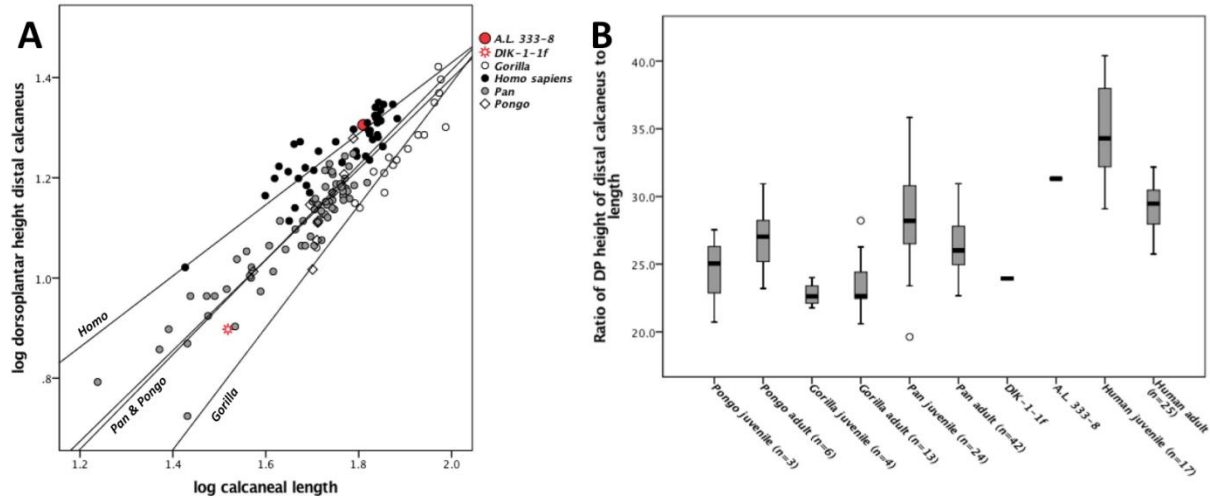 A
log dorsoplantar height distal calcaneus
1.4
1.2
1.0
.8
1.2
1.4
1.6
1.8
2.0
log calcaneal length
Homo
Pan & Pongo
Gorilla
A.L. 333-8
DIK-1-1f
Gorilla
Homo sapiens
Pan
Pongo
B
Ratio of DP height of distal calcaneus to
length
40.0
35.0
30.0
25.0
20.0
Pongo juvenile (n=3)
Pongo adult (n=6)
Gorilla juvenile (n=4)
Gorilla adult (n=13)
Pan juvenile (n=24)
Pan adult (n=42)
DIK-1-1f
A.L. 333-8
Human juvenile (n=17)
Human adult
(n=25)